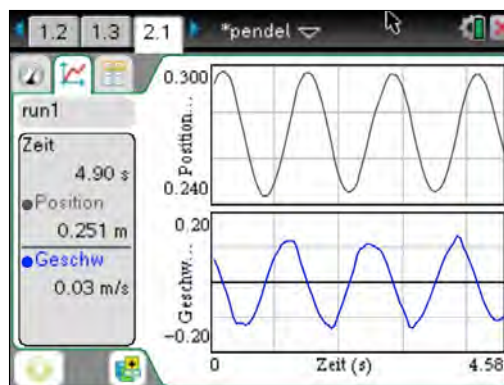 1.2 1.3 2.1 *pendel
run1
Zeit
4.90 s
Position
0.251 m
Geschw
0.03 m/s
0.300
Position...
0.240
0.20
Geschw...
-0.20
0 Zeit (s) 4.58